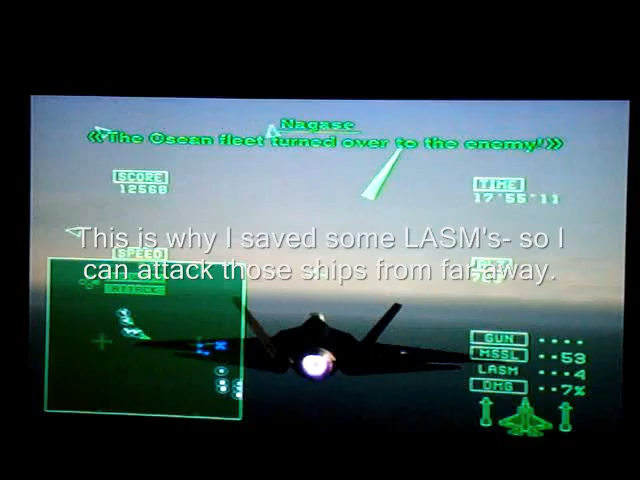 Nagase
<<The Osean fleet turned over to the enemy!>>
SCORE
12568
TIME
17'55"11
This is why I saved some LASM's- so I
can attack those ships from far away.
SPEED
ALT
ATTACK
GUN
MSSL 53
LASM 4
DMG 7%